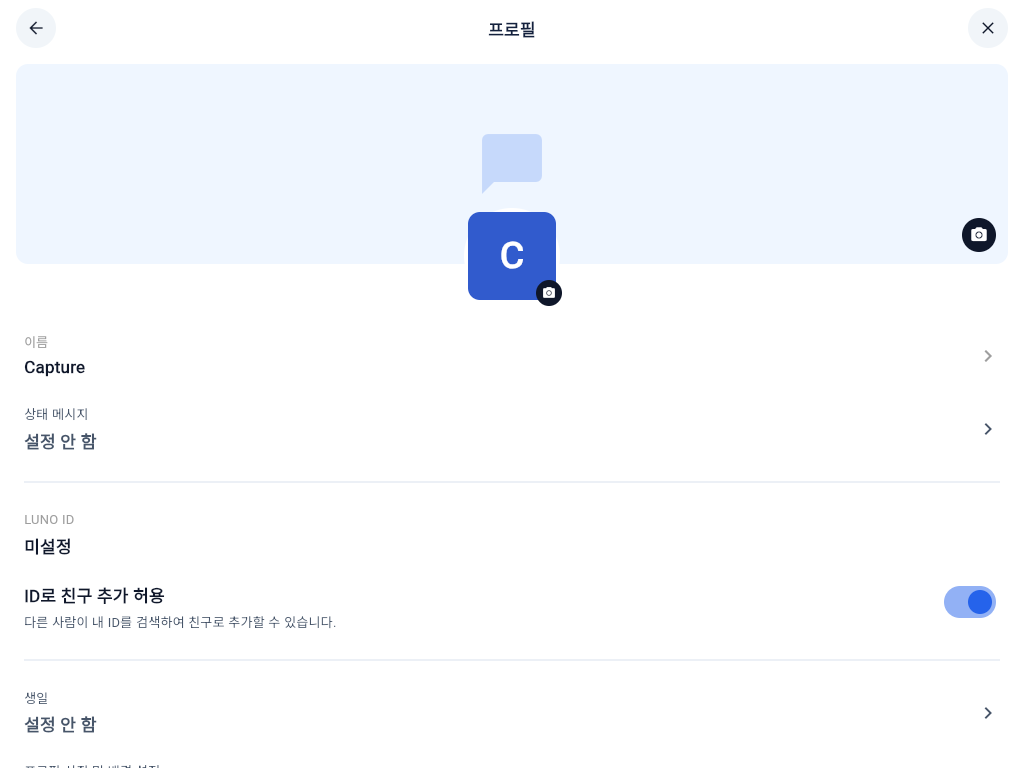 프로필
C
이름
Capture
상태 메시지
설정 안 함
LUNO ID
미설정
ID로 친구 추가 허용
다른 사람이 내 ID를 검색하여 친구로 추가할 수 있습니다.
생일
설정 안 함